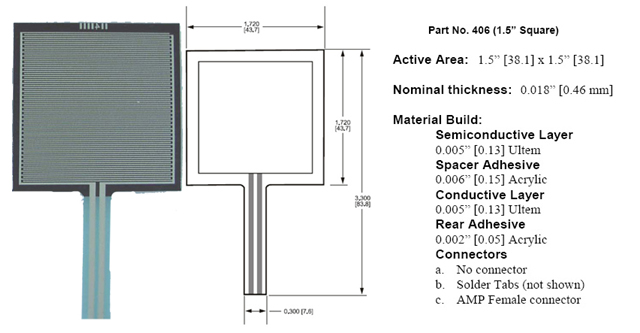 1,720
[43,7]
1,720
[43,7]
3,300
[83,8]
0,300 [7,6]
Part No. 406 (1.5” Square)
Active Area: 1.5” [38.1] x 1.5” [38.1]
Nominal thickness: 0.018” [0.46 mm]
Material Build:
Semiconductive Layer
0.005” [0.13] Ultem
Spacer Adhesive
0.006” [0.15] Acrylic
Conductive Layer
0.005” [0.13] Ultem
Rear Adhesive
0.002” [0.05] Acrylic
Connectors
a. No connector
b. Solder Tabs (not shown)
c. AMP Female connector